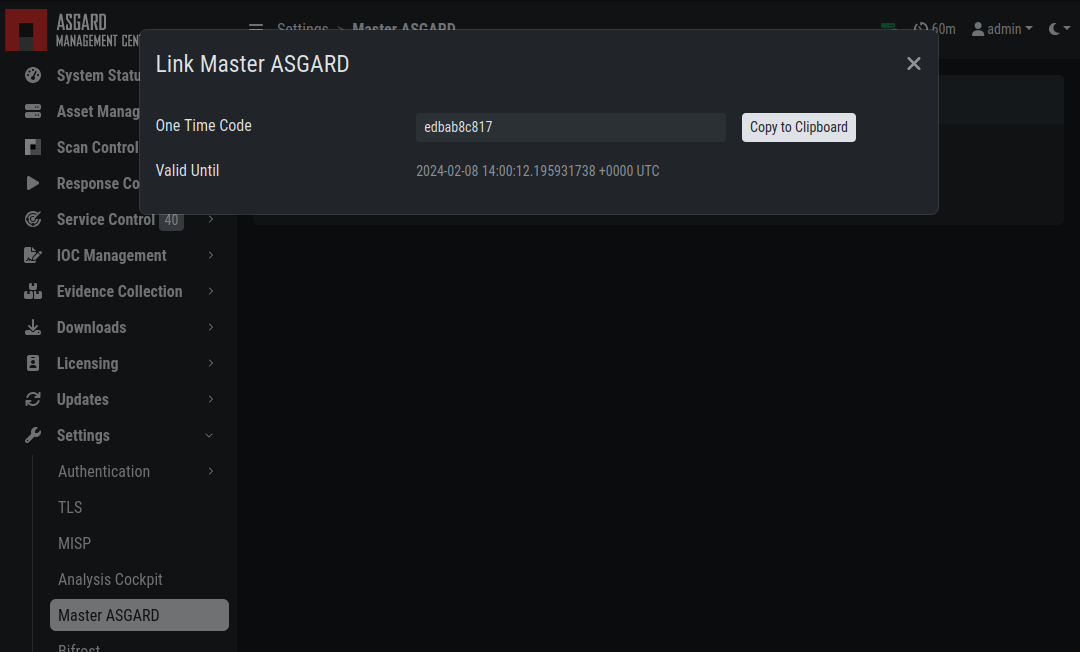 ASGARD
MANAGEMENT CEN
Settings > Master ASGARD
60m
admin
Link Master ASGARD
One Time Code
edbab8c817
Copy to Clipboard
Valid Until
2024-02-08 14:00:12.195931738 +0000 UTC
System Statu
Asset Manag
Scan Control
Response Co
Service Control 40
IOC Management
Evidence Collection
Downloads
Licensing
Updates
Settings
Authentication
TLS
MISP
Analysis Cockpit
Master ASGARD
Bifrost